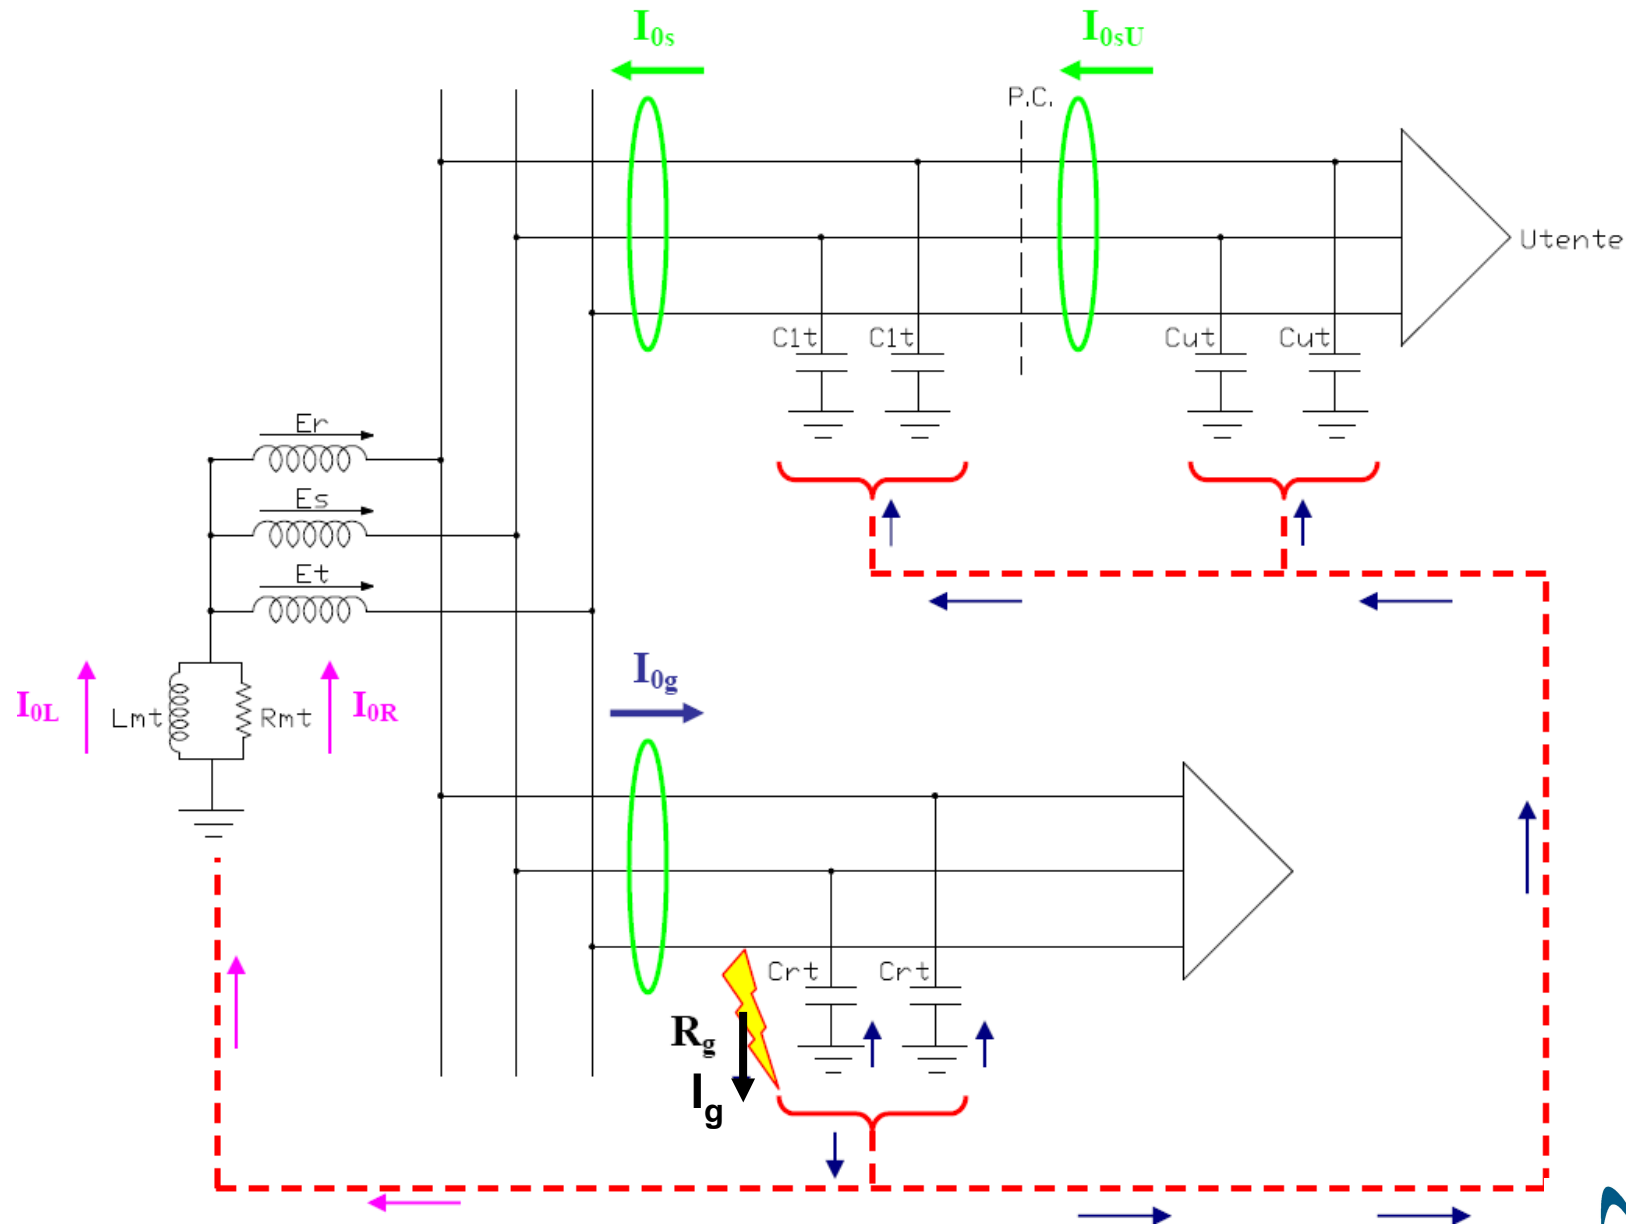 I0s
I0sU
P.C.
Utente
C1t
C1t
Cut
Cut
Er
Es
Et
I0L
Lmt
Rmt
I0R
I0g
Crt
Crt
Rg
Ig